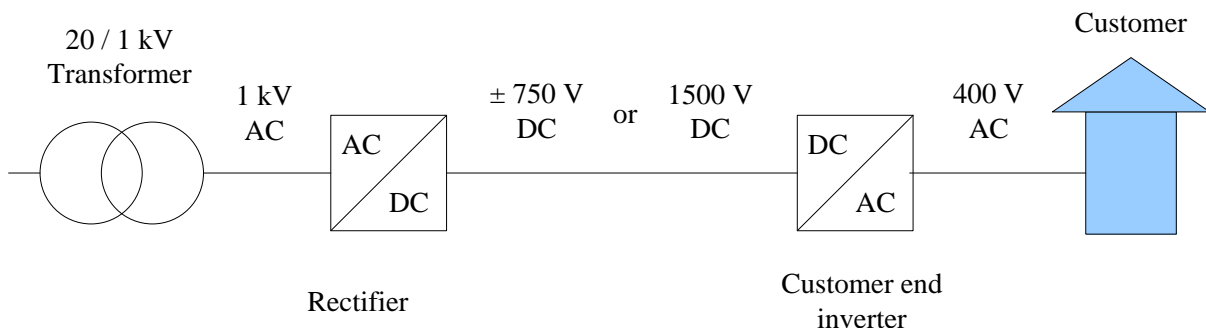 20 / 1 kV
Transformer
1 kV
AC
± 750 V
DC
or
1500 V
DC
400 V
AC
Customer
AC
DC
DC
AC
Rectifier
Customer end
inverter